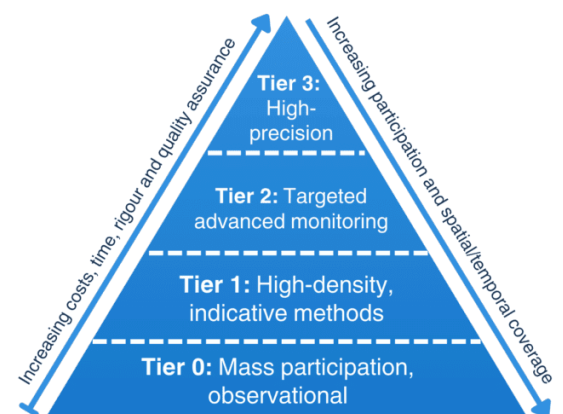 Increasing costs, time, rigour and quality assurance
Increasing participation and spatial/temporal coverage
Tier 3:
High-
precision
Tier 2: Targeted
advanced monitoring
Tier 1: High-density,
indicative methods
Tier 0: Mass participation,
observational